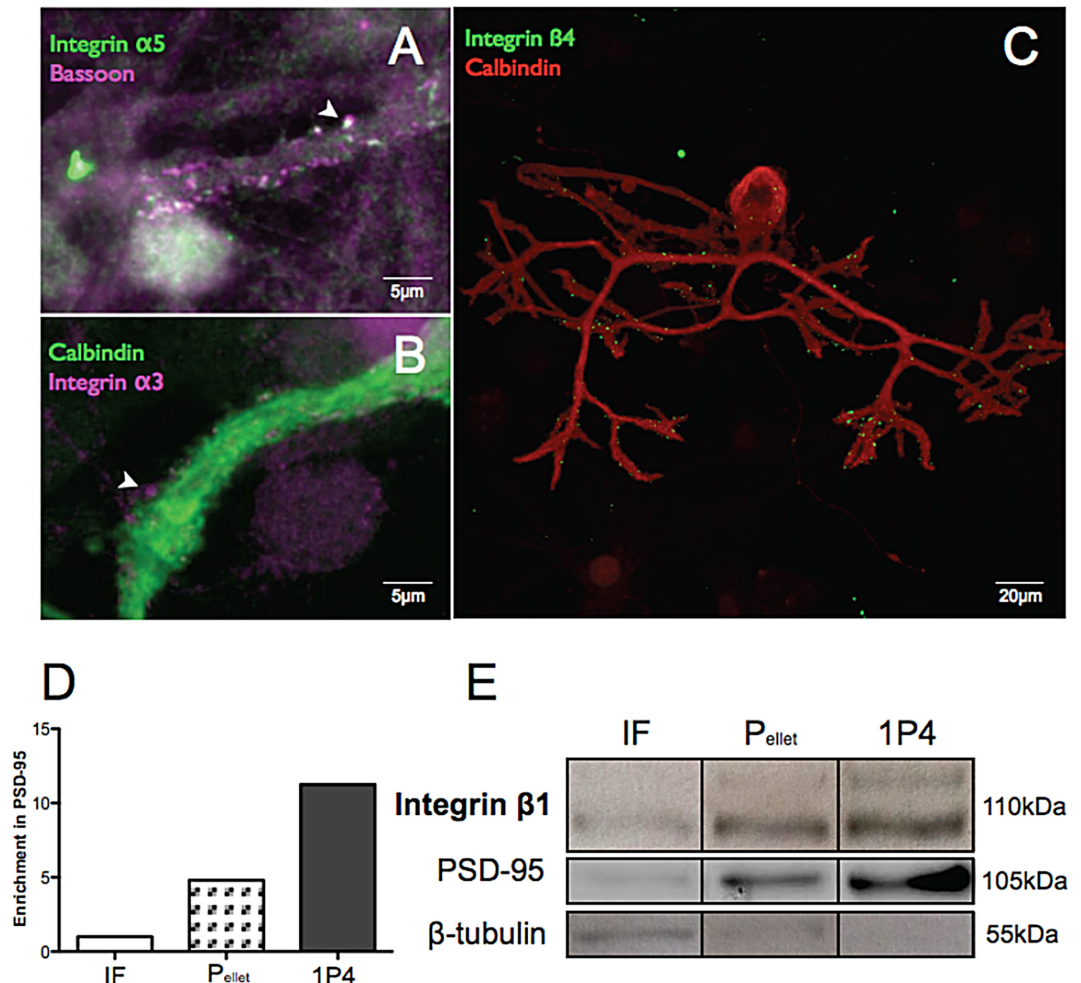 Integrin α5
Bassoon
A
5µm
Calbindin
Integrin α3
B
5µm
Integrin ß4
Calbindin
C
20µm
D
Enrichment in PSD-95
15
10
5
0
IF
Pellet
1P4
E
IF
Pellet
1P4
Integrin β1
110kDa
PSD-95
105kDa
β-tubulin
55kDa